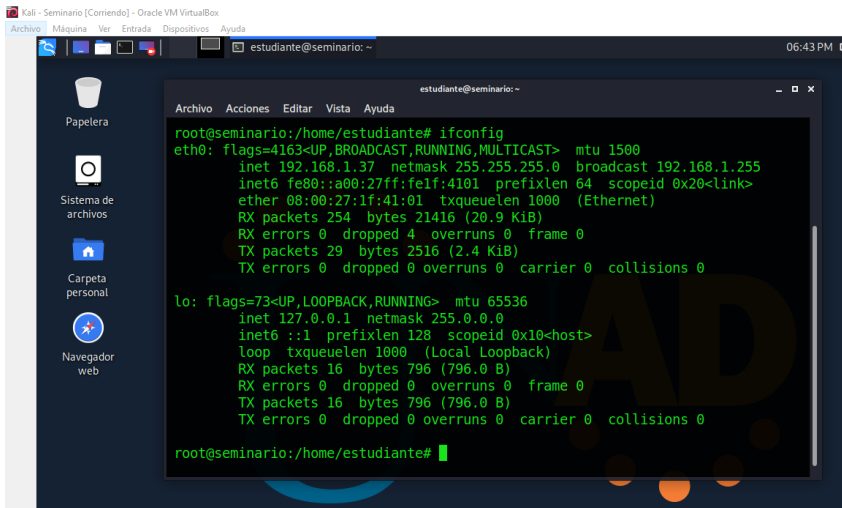 Kali - Seminario [Corriendo] - Oracle VM VirtualBox
Archivo Máquina Ver Entrada Dispositivos Ayuda
estudiante@seminario: ~
06:43 PM
estudiante@seminario: ~
Archivo Acciones Editar Vista Ayuda
Papelera
Sistema de
archivos
Carpeta
personal
Navegador
web
root@seminario:/home/estudiante# ifconfig
eth0: flags=4163<UP,BROADCAST,RUNNING,MULTICAST>  mtu 1500
        inet 192.168.1.37  netmask 255.255.255.0  broadcast 192.168.1.255
        inet6 fe80::a00:27ff:fe1f:4101  prefixlen 64  scopeid 0x20<link>
        ether 08:00:27:1f:41:01  txqueuelen 1000  (Ethernet)
        RX packets 254  bytes 21416 (20.9 KiB)
        RX errors 0  dropped 4  overruns 0  frame 0
        TX packets 29  bytes 2516 (2.4 KiB)
        TX errors 0  dropped 0 overruns 0  carrier 0  collisions 0
lo: flags=73<UP,LOOPBACK,RUNNING>  mtu 65536
        inet 127.0.0.1  netmask 255.0.0.0
        inet6 ::1  prefixlen 128  scopeid 0x10<host>
        loop  txqueuelen 1000  (Local Loopback)
        RX packets 16  bytes 796 (796.0 B)
        RX errors 0  dropped 0  overruns 0  frame 0
        TX packets 16  bytes 796 (796.0 B)
        TX errors 0  dropped 0 overruns 0  carrier 0  collisions 0
root@seminario:/home/estudiante#
AD